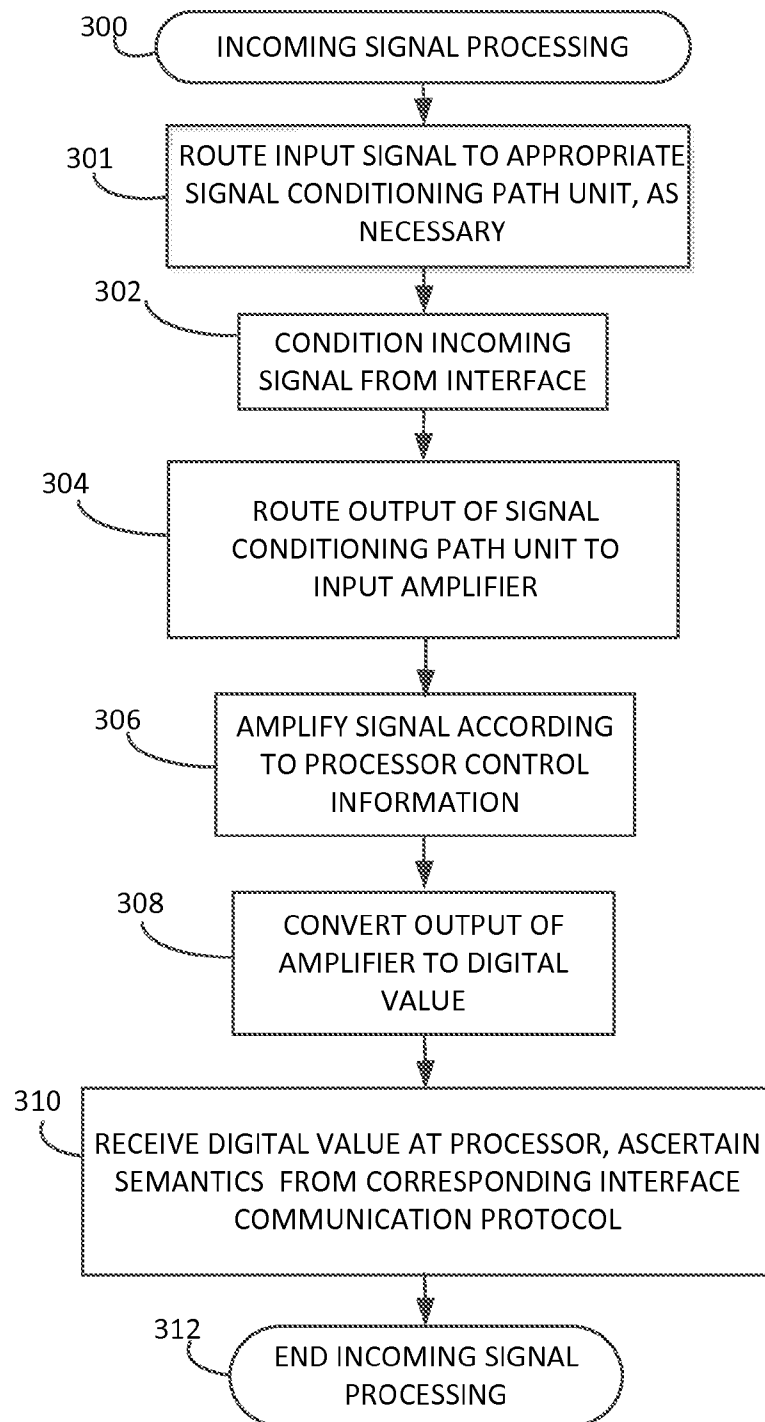 300
INCOMING SIGNAL PROCESSING
301
ROUTE INPUT SIGNAL TO APPROPRIATE
SIGNAL CONDITIONING PATH UNIT, AS
NECESSARY
302
CONDITION INCOMING
SIGNAL FROM INTERFACE
304
ROUTE OUTPUT OF SIGNAL
CONDITIONING PATH UNIT TO
INPUT AMPLIFIER
306
AMPLIFY SIGNAL ACCORDING
TO PROCESSOR CONTROL
INFORMATION
308
CONVERT OUTPUT OF
AMPLIFIER TO DIGITAL
VALUE
310
RECEIVE DIGITAL VALUE AT PROCESSOR, ASCERTAIN
SEMANTICS FROM CORRESPONDING INTERFACE
COMMUNICATION PROTOCOL
312
END INCOMING SIGNAL
PROCESSING